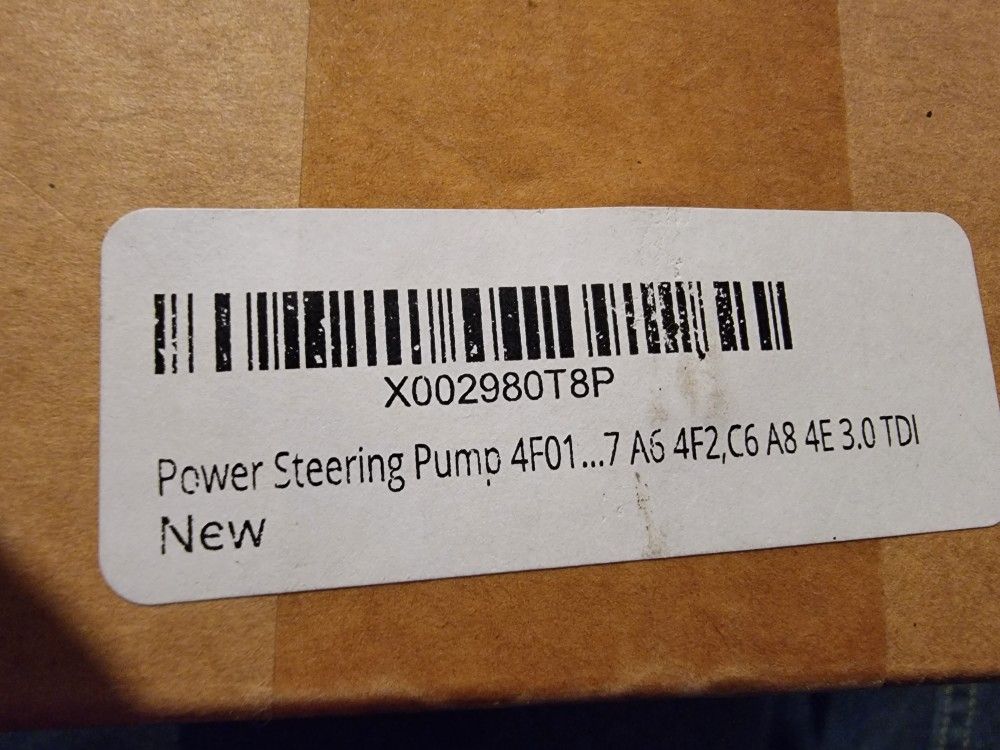 X002980T8P
Power Steering Pump 4F01...7 A6 4F2,C6 A8 4E 3.0 TDI
New